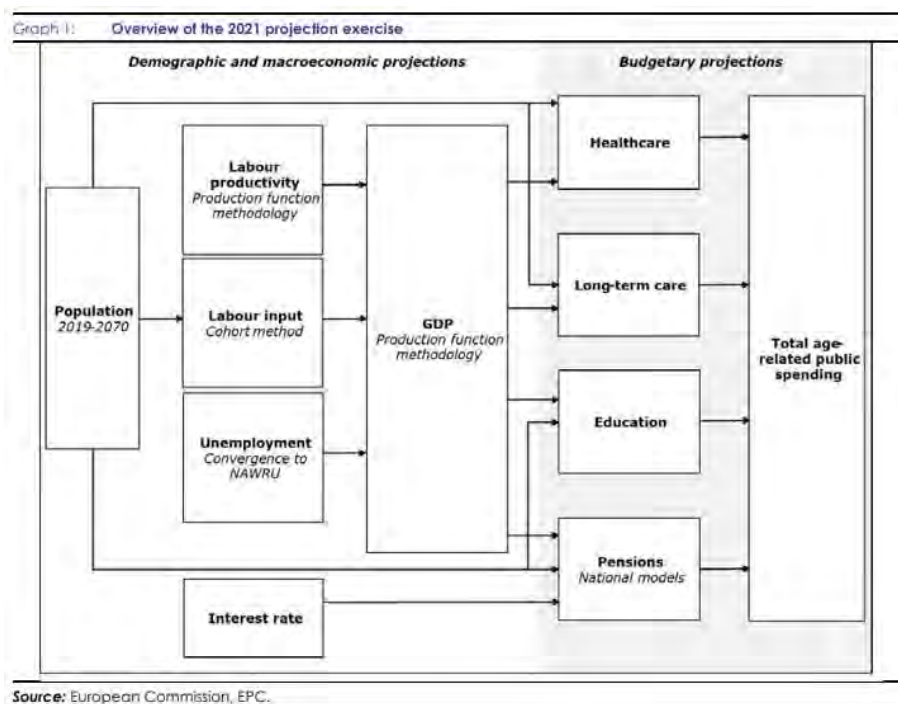 Graph 1: Overview of the 2021 projection exercise
Demographic and macroeconomic projections
Budgetary projections
Population
2019-2070
Labour
productivity
Production function
methodology
Labour input
Cohort method
Unemployment
Convergence to
NAWRU
Interest rate
GDP
Production function
methodology
Healthcare
Long-term care
Education
Pensions
National models
Total age-
related public
spending
Source: European Commission, EPC.